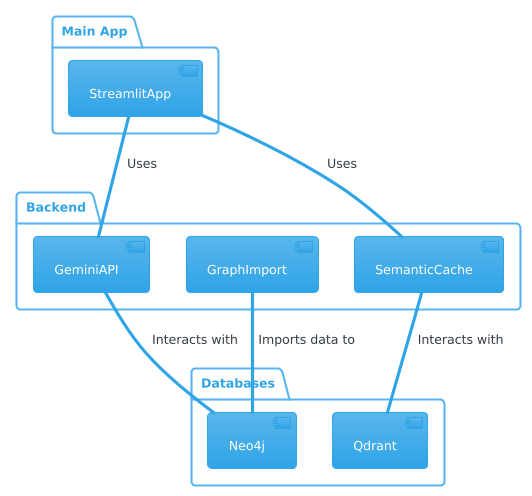 Main App
StreamlitApp
Uses
Uses
Backend
GeminiAPI
GraphImport
SemanticCache
Interacts with
Imports data to
Interacts with
Databases
Neo4j
Qdrant